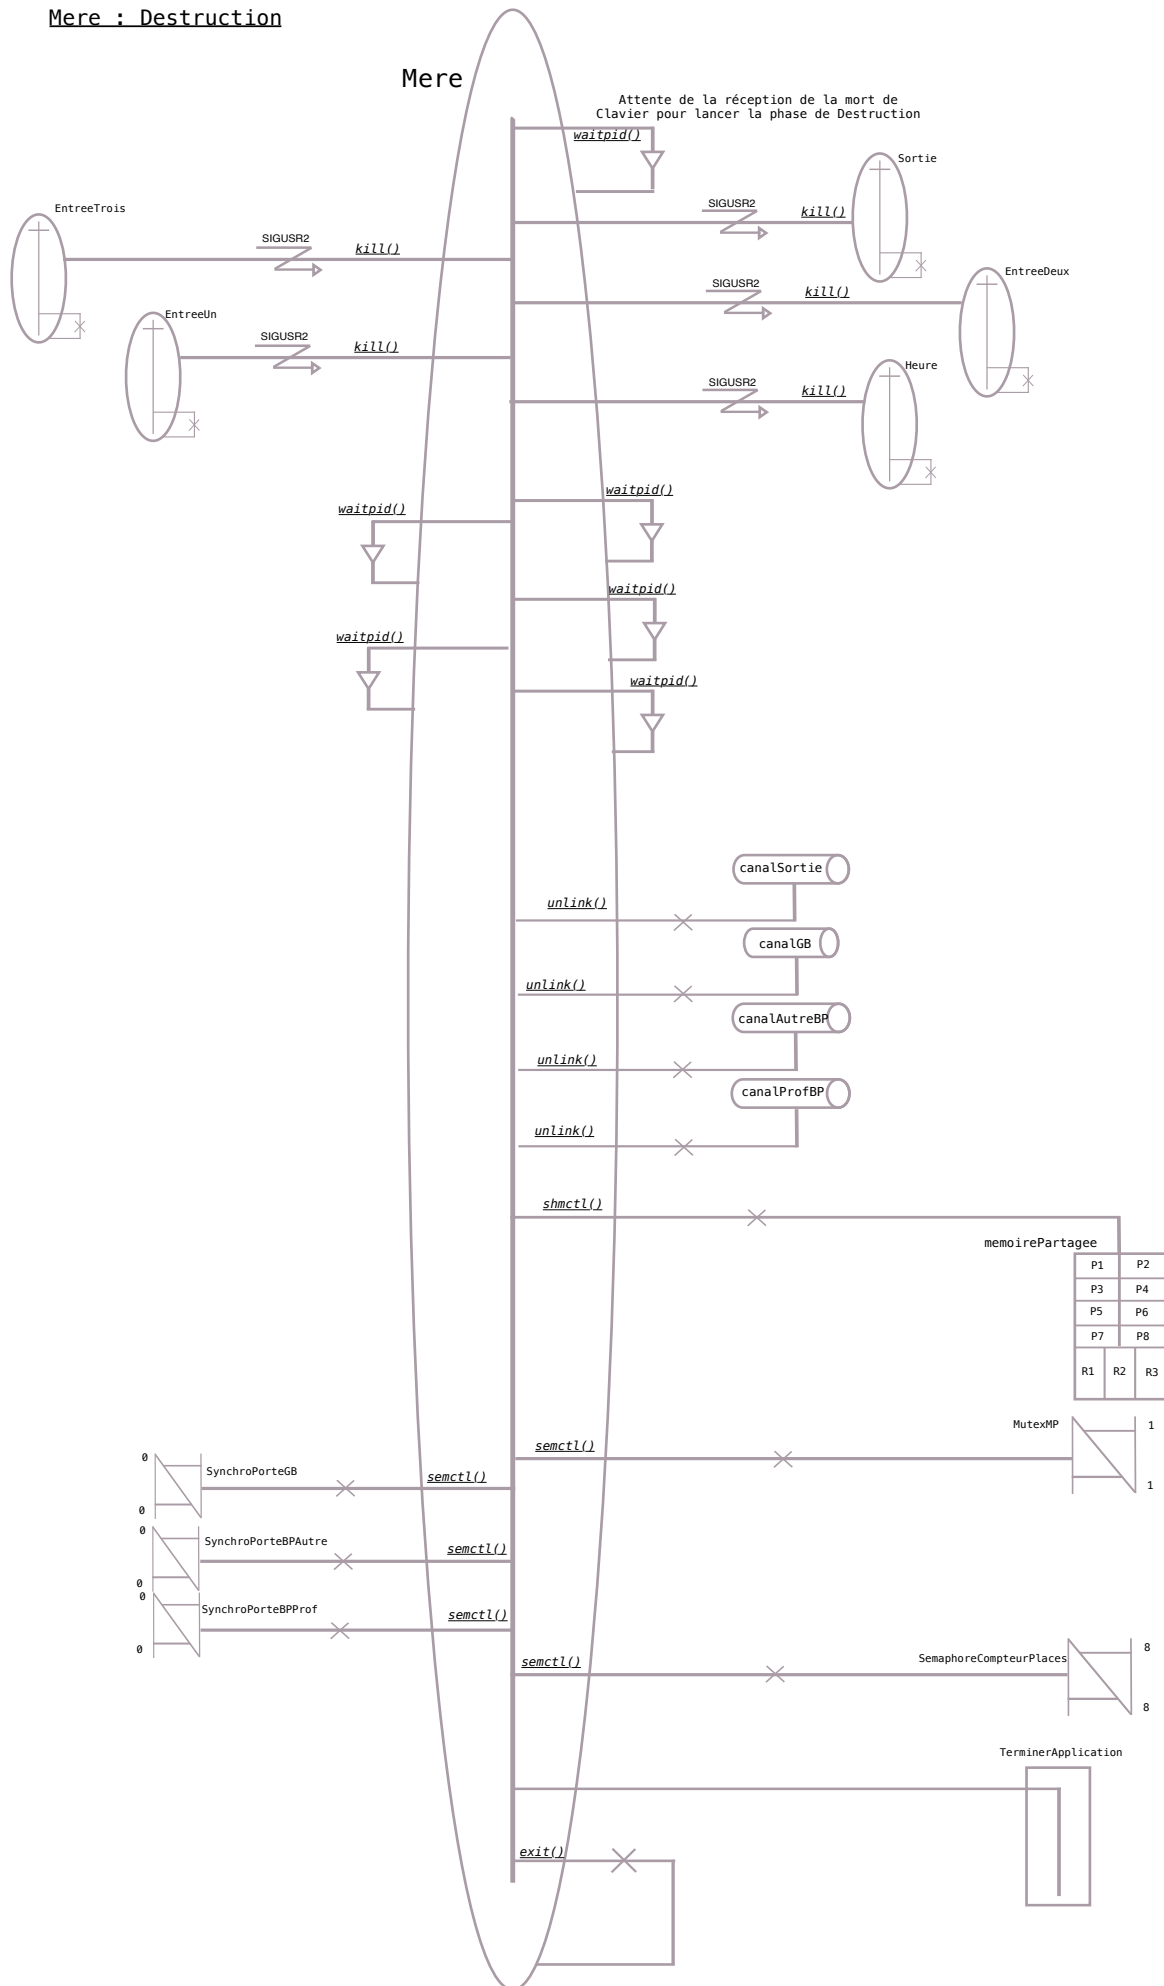 Mere : Destruction
Mere
Attente de la réception de la mort de
Clavier pour lancer la phase de Destruction
waitpid()
Sortie
SIGUSR2
kill()
EntreeTrois
SIGUSR2
kill()
EntreeDeux
SIGUSR2
kill()
EntreeUn
SIGUSR2
kill()
Heure
SIGUSR2
kill()
waitpid()
waitpid()
waitpid()
waitpid()
waitpid()
canalSortie
unlink()
canalGB
unlink()
canalAutreBP
unlink()
canalProfBP
unlink()
shmctl()
memoirePartagee
P1 P2
P3 P4
P5 P6
P7 P8
R1 R2 R3
MutexMP
1
semctl()
1
0
SynchroPorteGB
semctl()
0
0
SynchroPorteBPAutre
semctl()
0
0
SynchroPorteBPProf
semctl()
0
SemaphoreCompteurPlaces
8
semctl()
8
TerminerApplication
exit()